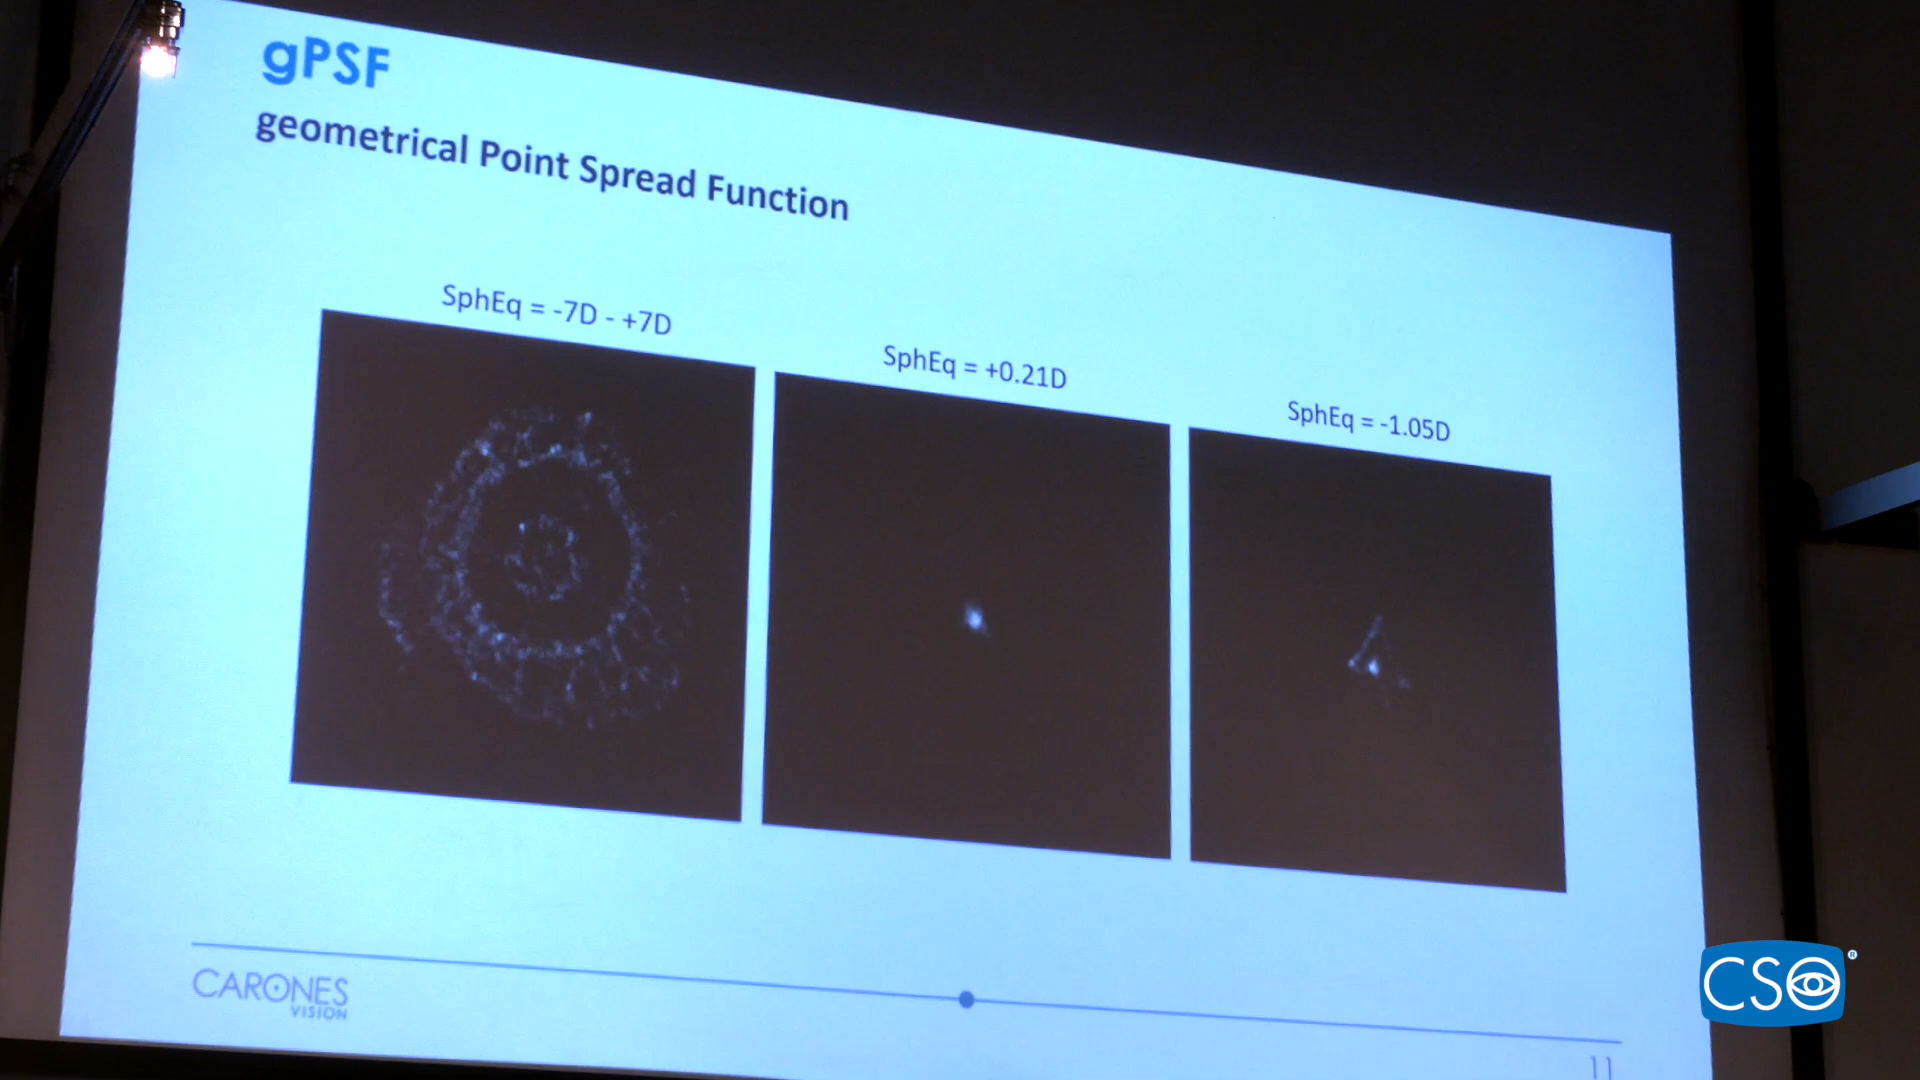 gPSF
geometrical Point Spread Function
SphEq = -7D - +7D
SphEq = +0.21D
SphEq = -1.05D
CARONES
VISION
11
CSO®